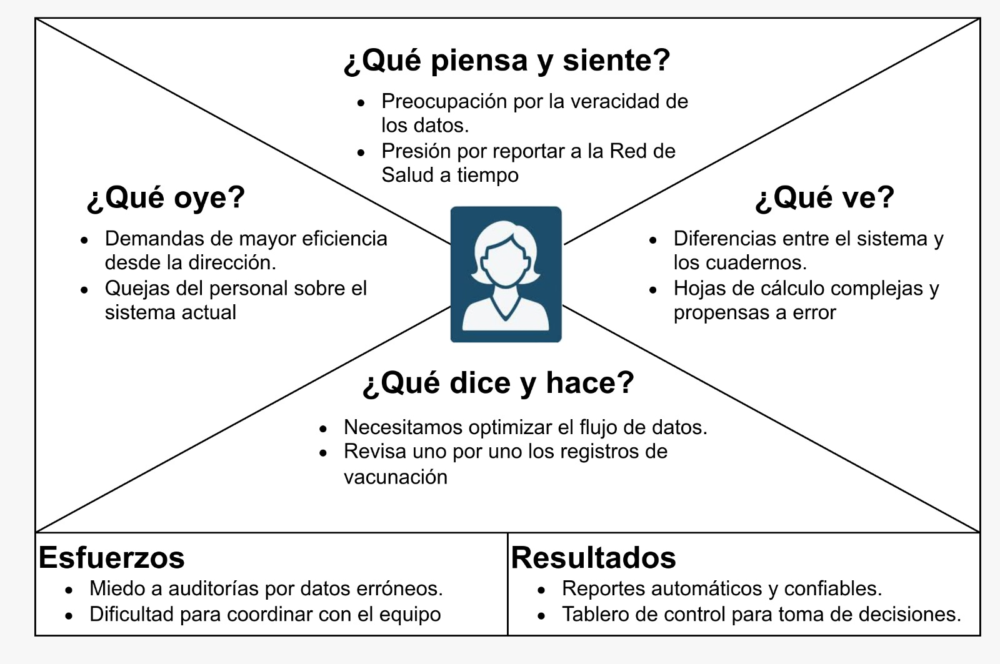 ¿Qué piensa y siente?
• Preocupación por la veracidad de
los datos.
• Presión por reportar a la Red de
Salud a tiempo
¿Qué oye?
• Demandas de mayor eficiencia
desde la dirección.
• Quejas del personal sobre el
sistema actual
¿Qué ve?
• Diferencias entre el sistema y
los cuadernos.
• Hojas de cálculo complejas y
propensas a error
¿Qué dice y hace?
• Necesitamos optimizar el flujo de datos.
• Revisa uno por uno los registros de
vacunación
Esfuerzos
• Miedo a auditorías por datos erróneos.
• Dificultad para coordinar con el equipo
Resultados
• Reportes automáticos y confiables.
• Tablero de control para toma de decisiones.